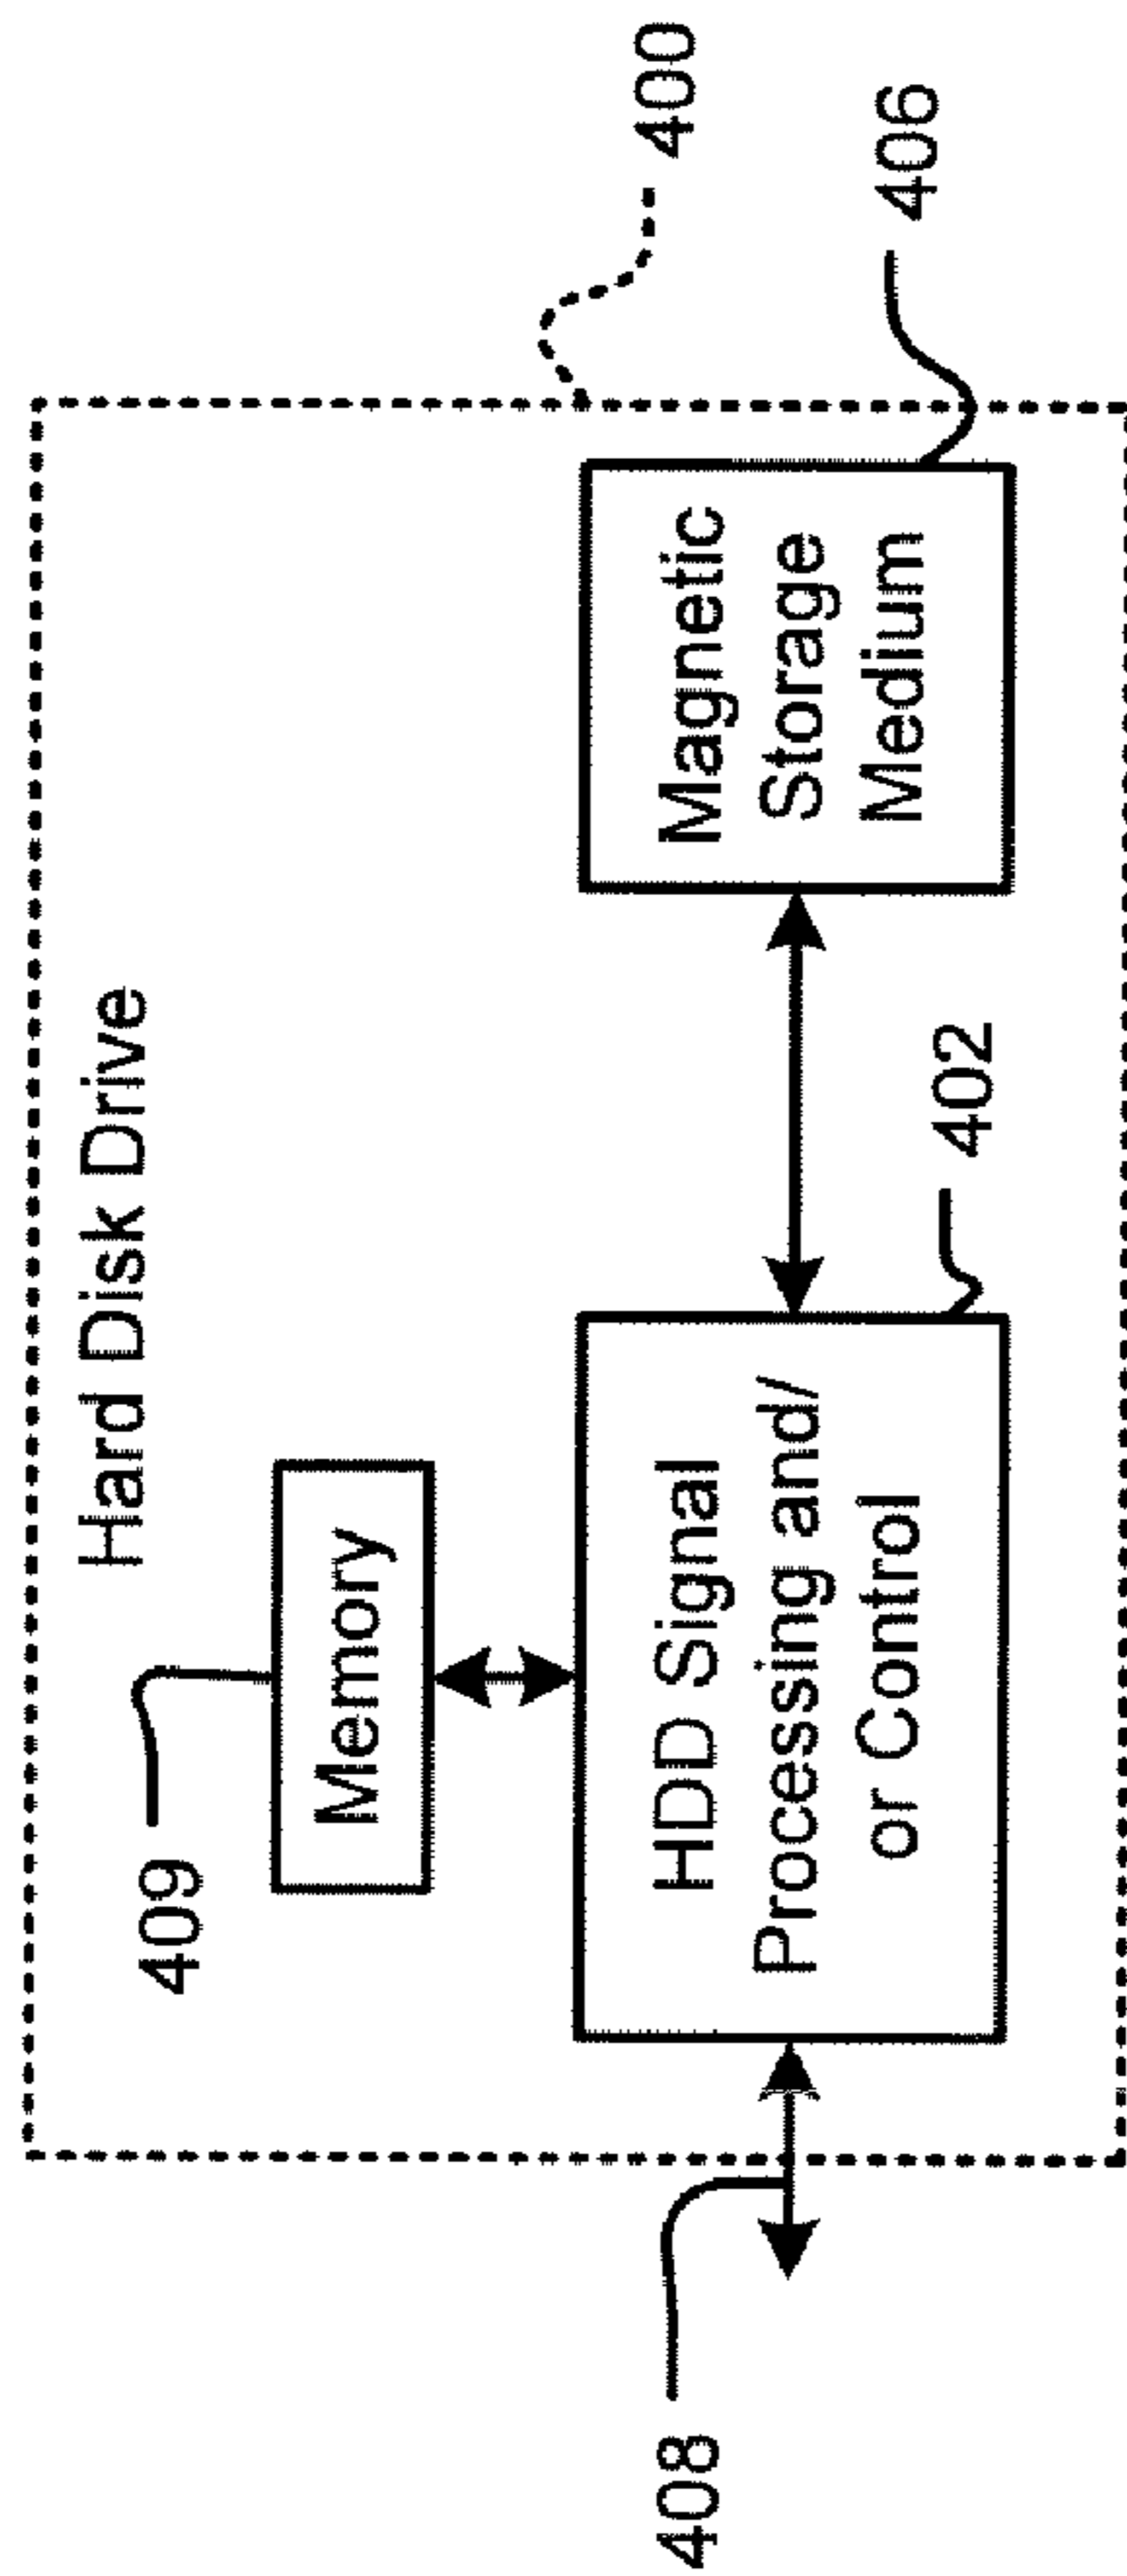 400
Hard Disk Drive
409
Memory
406
HDD Signal
Processing and/
or Control
Magnetic
Storage
Medium
408
402